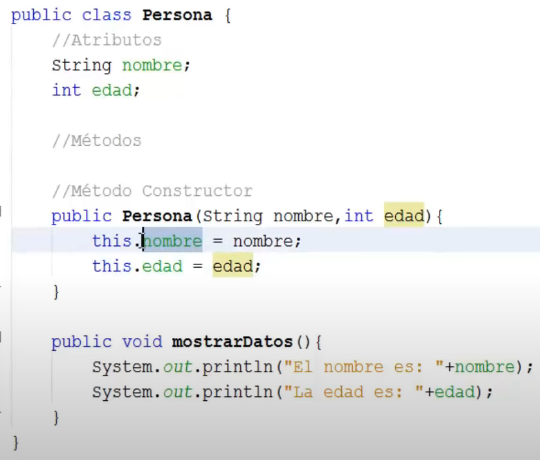 public class Persona {
//Atributos
String nombre;
int edad;
//Métodos
//Método Constructor
public Persona(String nombre,int edad){
this.nombre = nombre;
this.edad = edad;
}
public void mostrarDatos(){
System.out.println("El nombre es: "+nombre);
System.out.println("La edad es: "+edad);
}
}